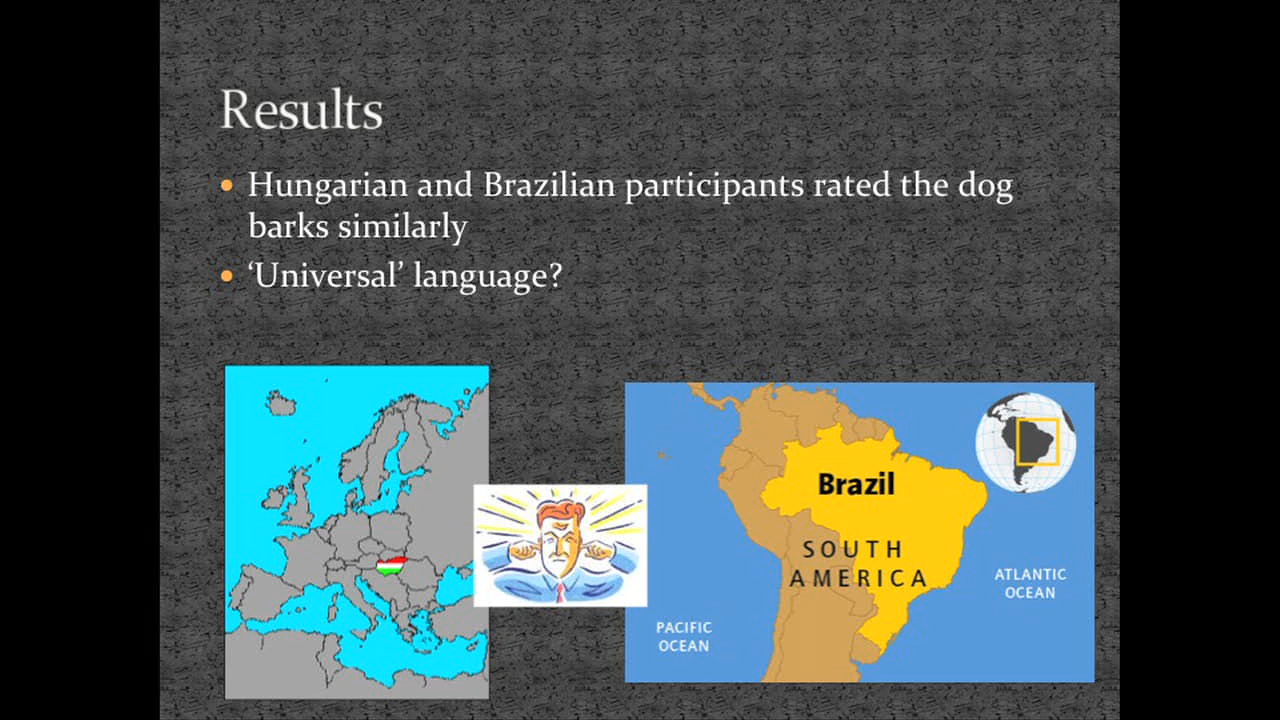 Results
• Hungarian and Brazilian participants rated the dog
barks similarly
• ‘Universal’ language?
Brazil
SOUTH
AMERICA
ATLANTIC
OCEAN
PACIFIC
OCEAN